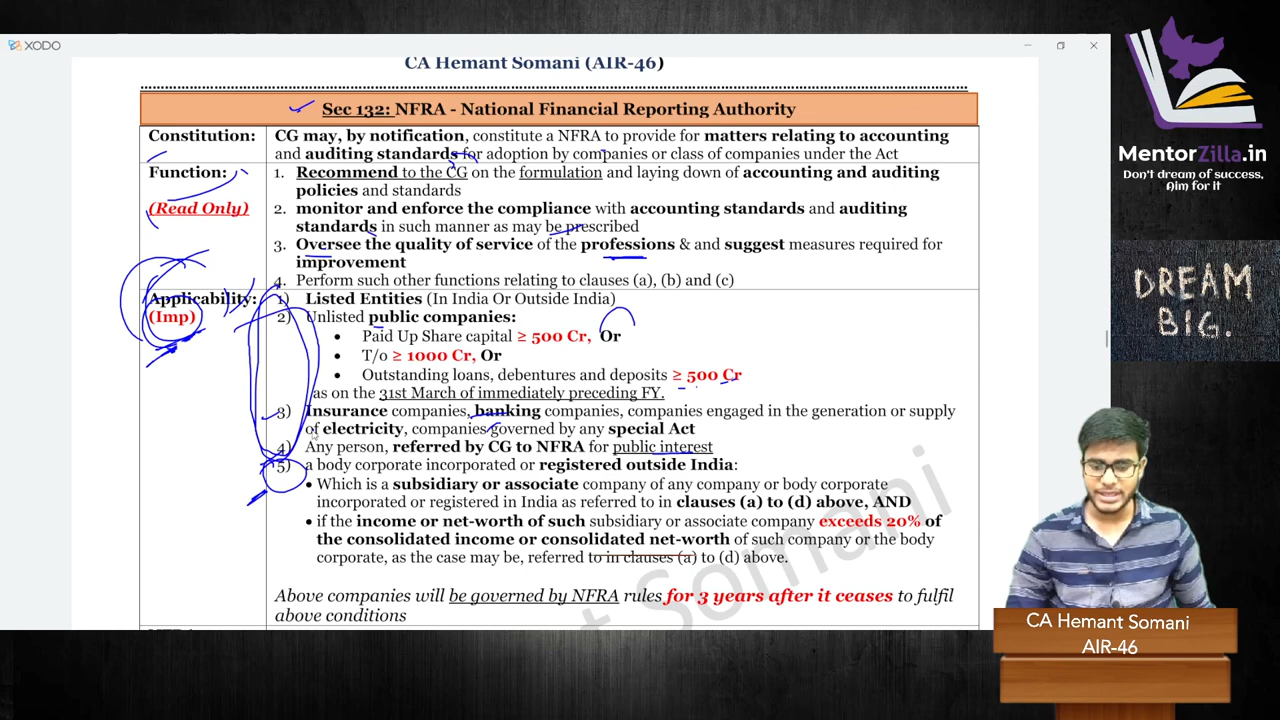 XODO
CA Hemant Somani (AIR-46)
Sec 132: NFRA - National Financial Reporting Authority
Constitution:
CG may, by notification, constitute a NFRA to provide for matters relating to accounting
and auditing standards for adoption by companies or class of companies under the Act
Function:
(Read Only)
1. Recommend to the CG on the formulation and laying down of accounting and auditing
policies and standards
2. monitor and enforce the compliance with accounting standards and auditing
standards in such manner as may be prescribed
3. Oversee the quality of service of the professions & and suggest measures required for
improvement
4. Perform such other functions relating to clauses (a), (b) and (c)
Applicability:
(Imp)
1) Listed Entities (In India Or Outside India)
2) Unlisted public companies:
• Paid Up Share capital ≥ 500 Cr, Or
• T/o ≥ 1000 Cr, Or
• Outstanding loans, debentures and deposits ≥ 500 Cr
as on the 31st March of immediately preceding FY.
3) Insurance companies, banking companies, companies engaged in the generation or supply
of electricity, companies governed by any special Act
4) Any person, referred by CG to NFRA for public interest
5) a body corporate incorporated or registered outside India:
• Which is a subsidiary or associate company of any company or body corporate
incorporated or registered in India as referred to in clauses (a) to (d) above, AND
• if the income or net-worth of such subsidiary or associate company exceeds 20% of
the consolidated income or consolidated net-worth of such company or the body
corporate, as the case may be, referred to in clauses (a) to (d) above.
Above companies will be governed by NFRA rules for 3 years after it ceases to fulfil
above conditions
t Somani
MentorZilla.in
Don't dream of success,
Aim for it
DREAM
BIG.
CA Hemant Somani
AIR-46